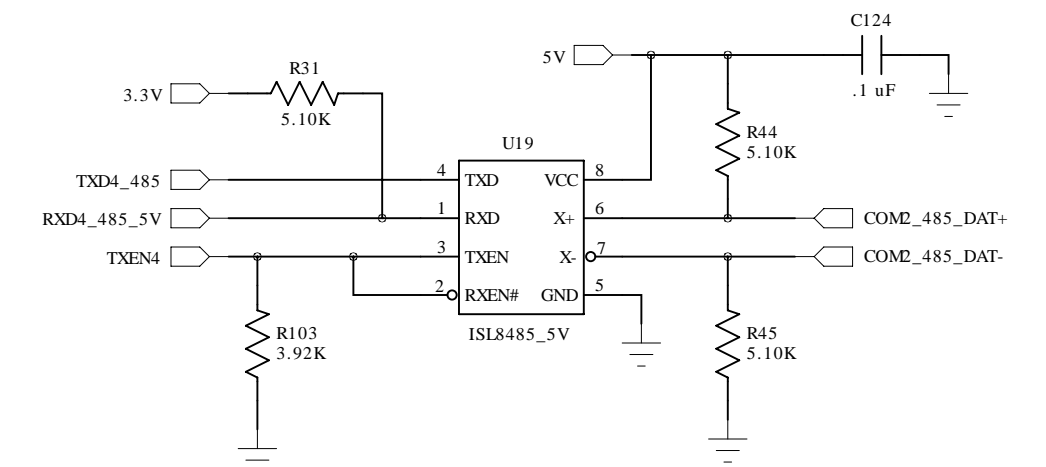 C124
5V
.1 uF
R31
3.3V
5.10K
R44
5.10K
U19
TXD4_485
4
TXD
VCC
8
RXD4_485_5V
1
RXD
X+
6
COM2_485_DAT+
TXEN4
3
TXEN
X-
7
COM2_485_DAT-
2
RXEN#
GND
5
ISL8485_5V
R103
3.92K
R45
5.10K